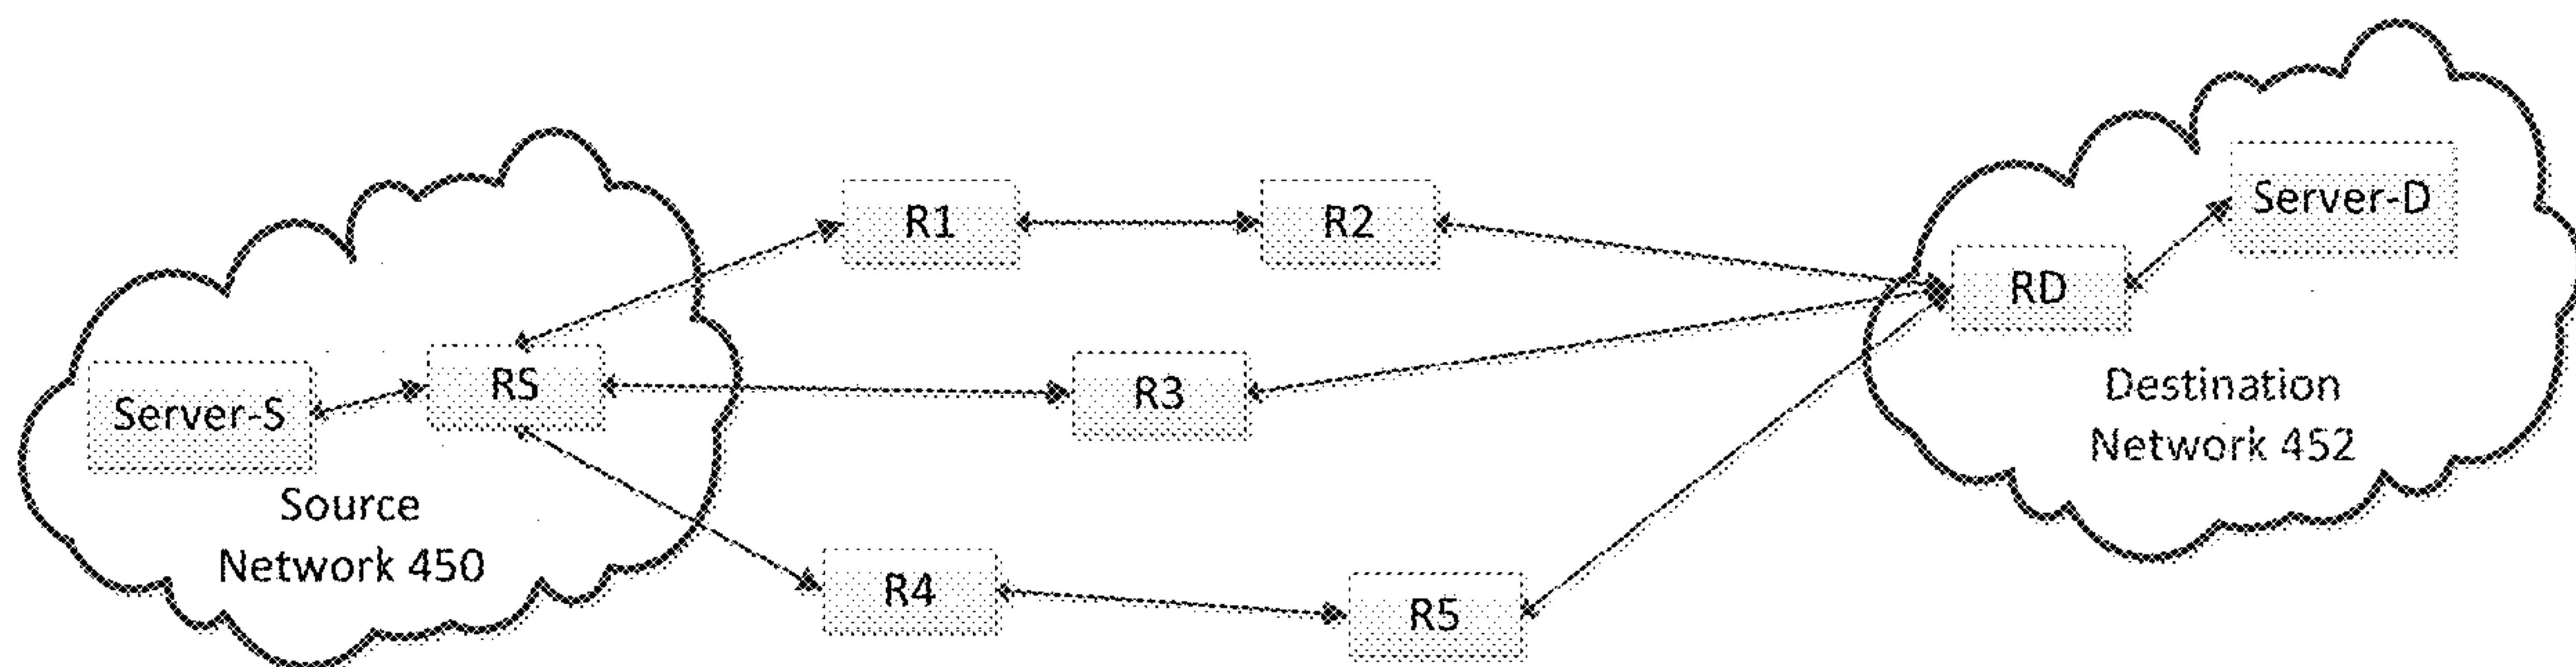 R1
R2
Server-D
RD
RS
R3
Server-S
Destination
Network 452
Source
Network 450
R4
R5